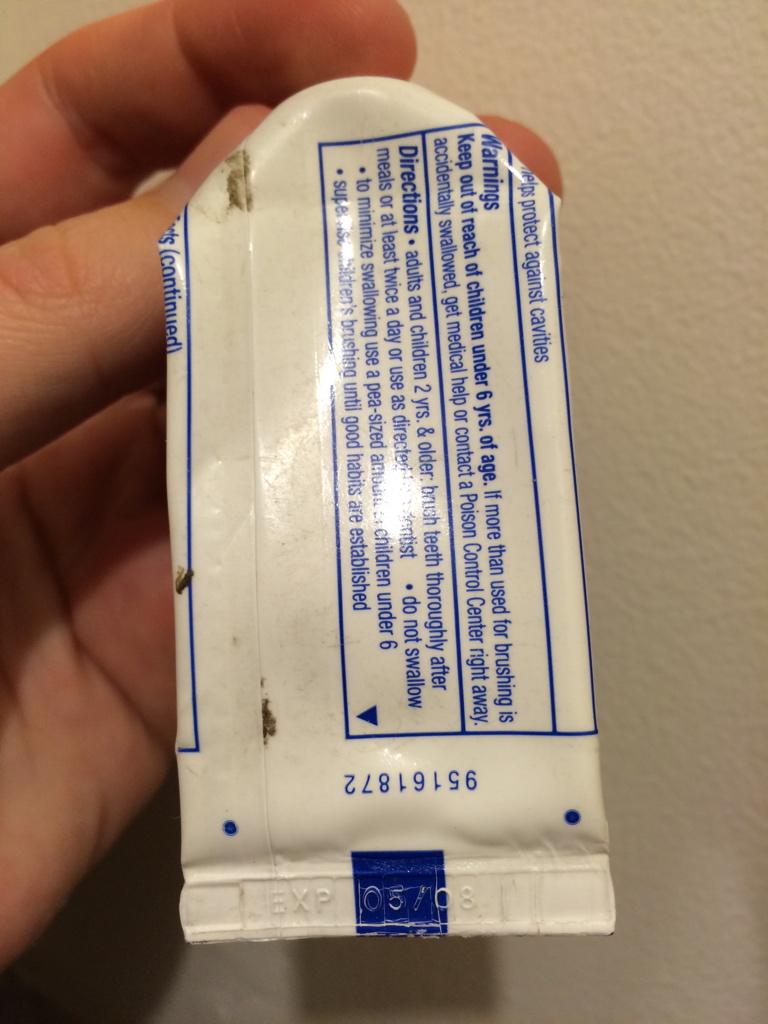 helps protect against cavities
Warnings
Keep out of reach of children under 6 yrs. of age. If more than used for brushing is
accidentally swallowed, get medical help or contact a Poison Control Center right away.
Directions • adults and children 2 yrs. & older: brush teeth thoroughly after
meals or at least twice a day or use as directed dentist • do not swallow
• to minimize swallowing use a pea-sized amount children under 6
• supervise children's brushing until good habits are established
(continued)
95161872
EXP 05/08